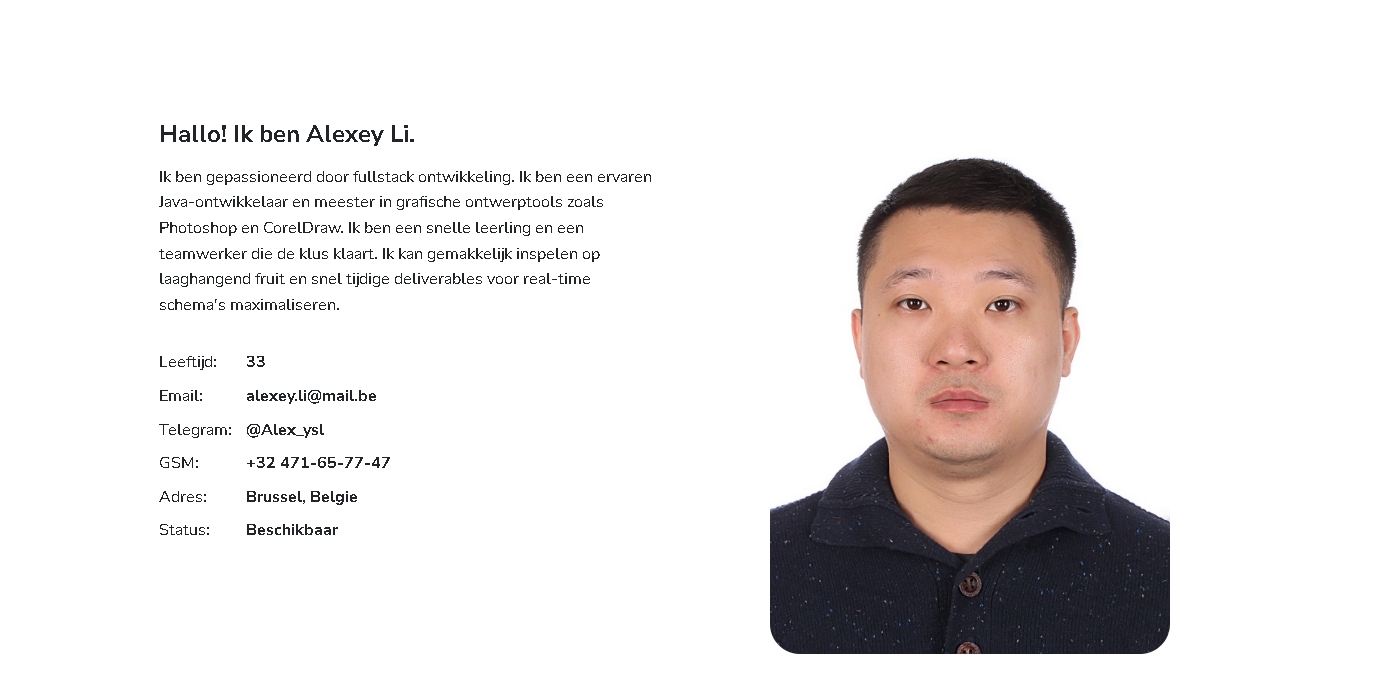 Hallo! Ik ben Alexey Li.
Ik ben gepassioneerd door fullstack ontwikkeling. Ik ben een ervaren
Java-ontwikkelaar en meester in grafische ontwerptools zoals
Photoshop en CorelDraw. Ik ben een snelle leerling en een
teamwerker die de klus klaart. Ik kan gemakkelijk inspelen op
laaghangend fruit en snel tijdige deliverables voor real-time
schema's maximaliseren.
Leeftijd: 33
Email: alexey.li@mail.be
Telegram: @Alex_ysl
GSM: +32 471-65-77-47
Adres: Brussel, Belgie
Status: Beschikbaar